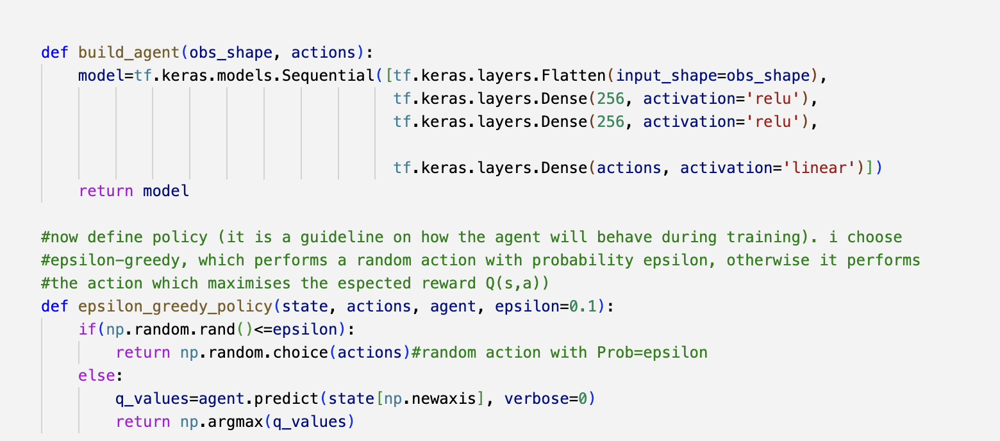 def build_agent(obs_shape, actions):
    model=tf.keras.models.Sequential([tf.keras.layers.Flatten(input_shape=obs_shape),
                                      tf.keras.layers.Dense(256, activation='relu'),
                                      tf.keras.layers.Dense(256, activation='relu'),

                                      tf.keras.layers.Dense(actions, activation='linear')])
    return model

#now define policy (it is a guideline on how the agent will behave during training). i choose
#epsilon-greedy, which performs a random action with probability epsilon, otherwise it performs
#the action which maximises the espected reward Q(s,a))
def epsilon_greedy_policy(state, actions, agent, epsilon=0.1):
    if(np.random.rand()<=epsilon):
        return np.random.choice(actions)#random action with Prob=epsilon
    else:
        q_values=agent.predict(state[np.newaxis], verbose=0)
        return np.argmax(q_values)